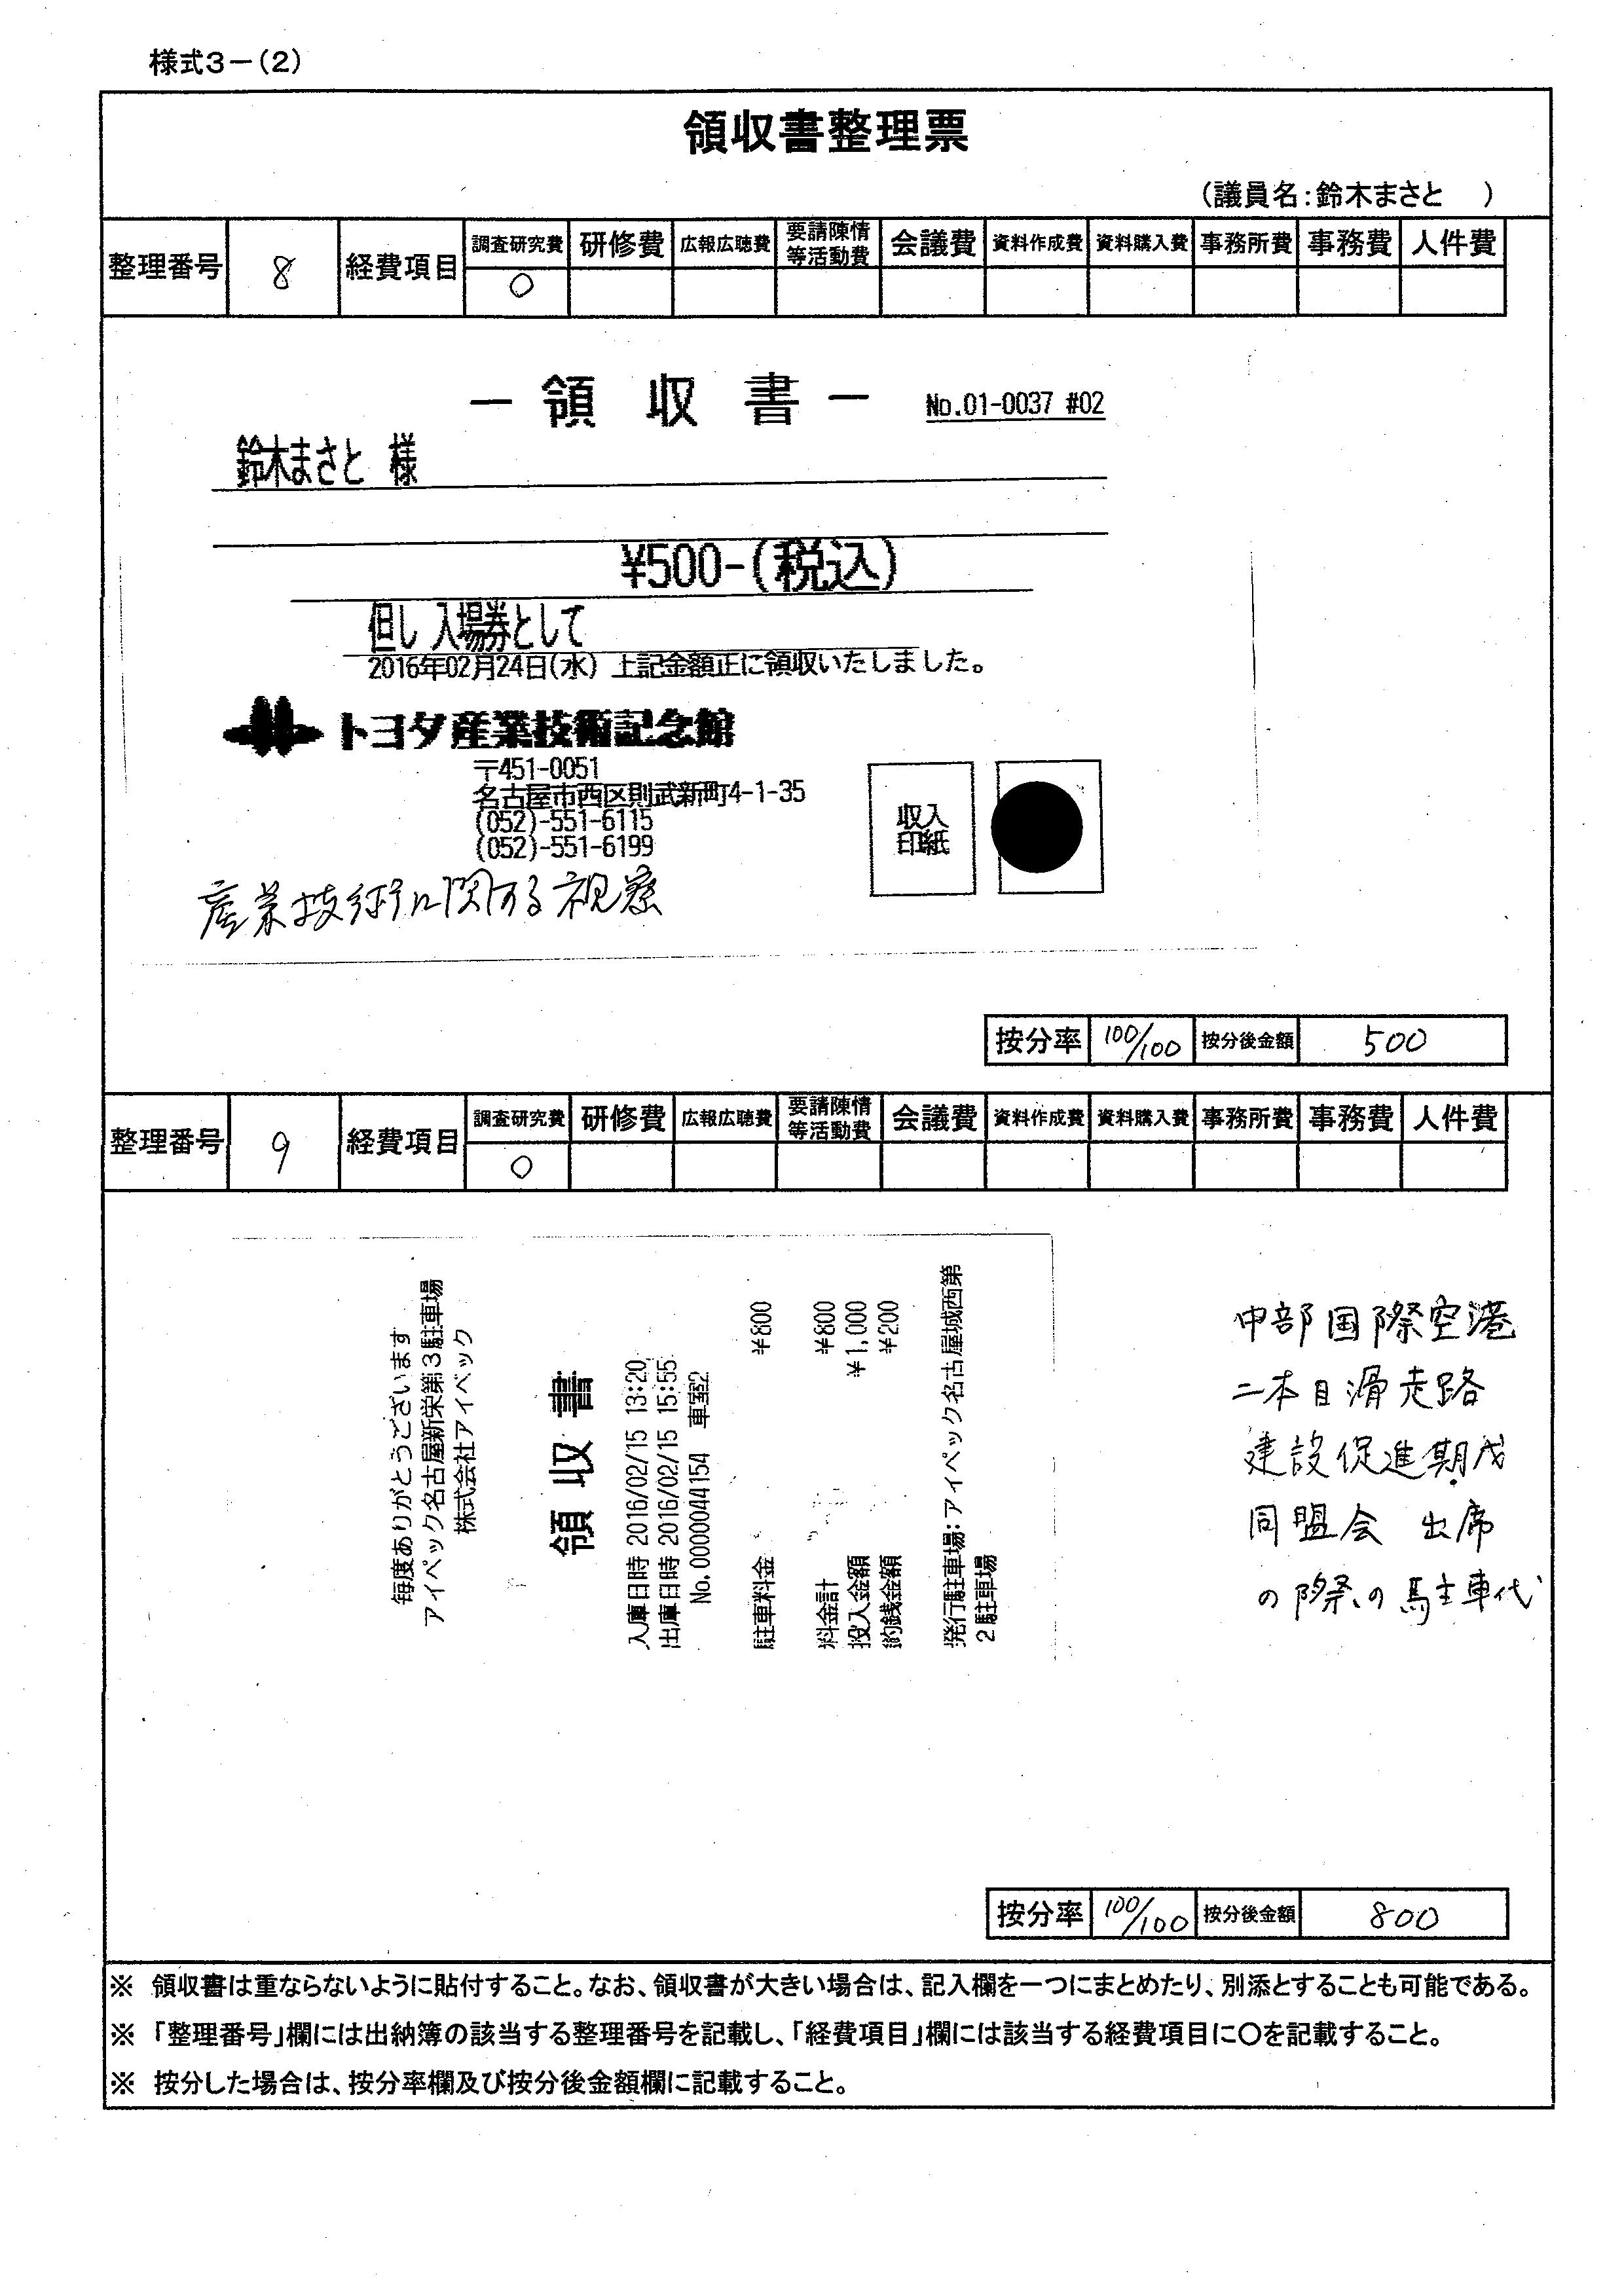 様式3－(2)
領収書整理票
(議員名:鈴木まさと　)
整理番号 8 経費項目 調査研究費 研修費 広報広聴費 要請陳情等活動費 会議費 資料作成費 資料購入費 事務所費 事務費 人件費
○
－ 領 収 書 － No.01-0037 #02
鈴木まさと 様
¥500-(税込)
但し 入場券として
2016年02月24日(水) 上記金額正に領収いたしました。
トヨタ産業技術記念館
〒451-0051
名古屋市西区則武新町4-1-35
(052)-551-6115
(052)-551-6199
収入
印紙
産業技術に関する視察
按分率 100/100 按分後金額 500
整理番号 9 経費項目 調査研究費 研修費 広報広聴費 要請陳情等活動費 会議費 資料作成費 資料購入費 事務所費 事務費 人件費
○
毎度ありがとうございます
アイペック名古屋新栄第3駐車場
株式会社アイペック
領 収 書
入庫日時 2016/02/15 13:20
出庫日時 2016/02/15 15:55
No.0000044154 車室2
駐車料金 ¥800
料金計 ¥800
投入金額 ¥1,000
釣銭金額 ¥200
発行駐車場:アイペック名古屋城西第
2駐車場
中部国際空港
二本目滑走路
建設促進期成
同盟会 出席
の際の駐車代
按分率 100/100 按分後金額 800
※ 領収書は重ならないように貼付すること。なお、領収書が大きい場合は、記入欄を一つにまとめたり、別添とすることも可能である。
※ 「整理番号」欄には出納簿の該当する整理番号を記載し、「経費項目」欄には該当する経費項目に○を記載すること。
※ 按分した場合は、按分率欄及び按分後金額欄に記載すること。